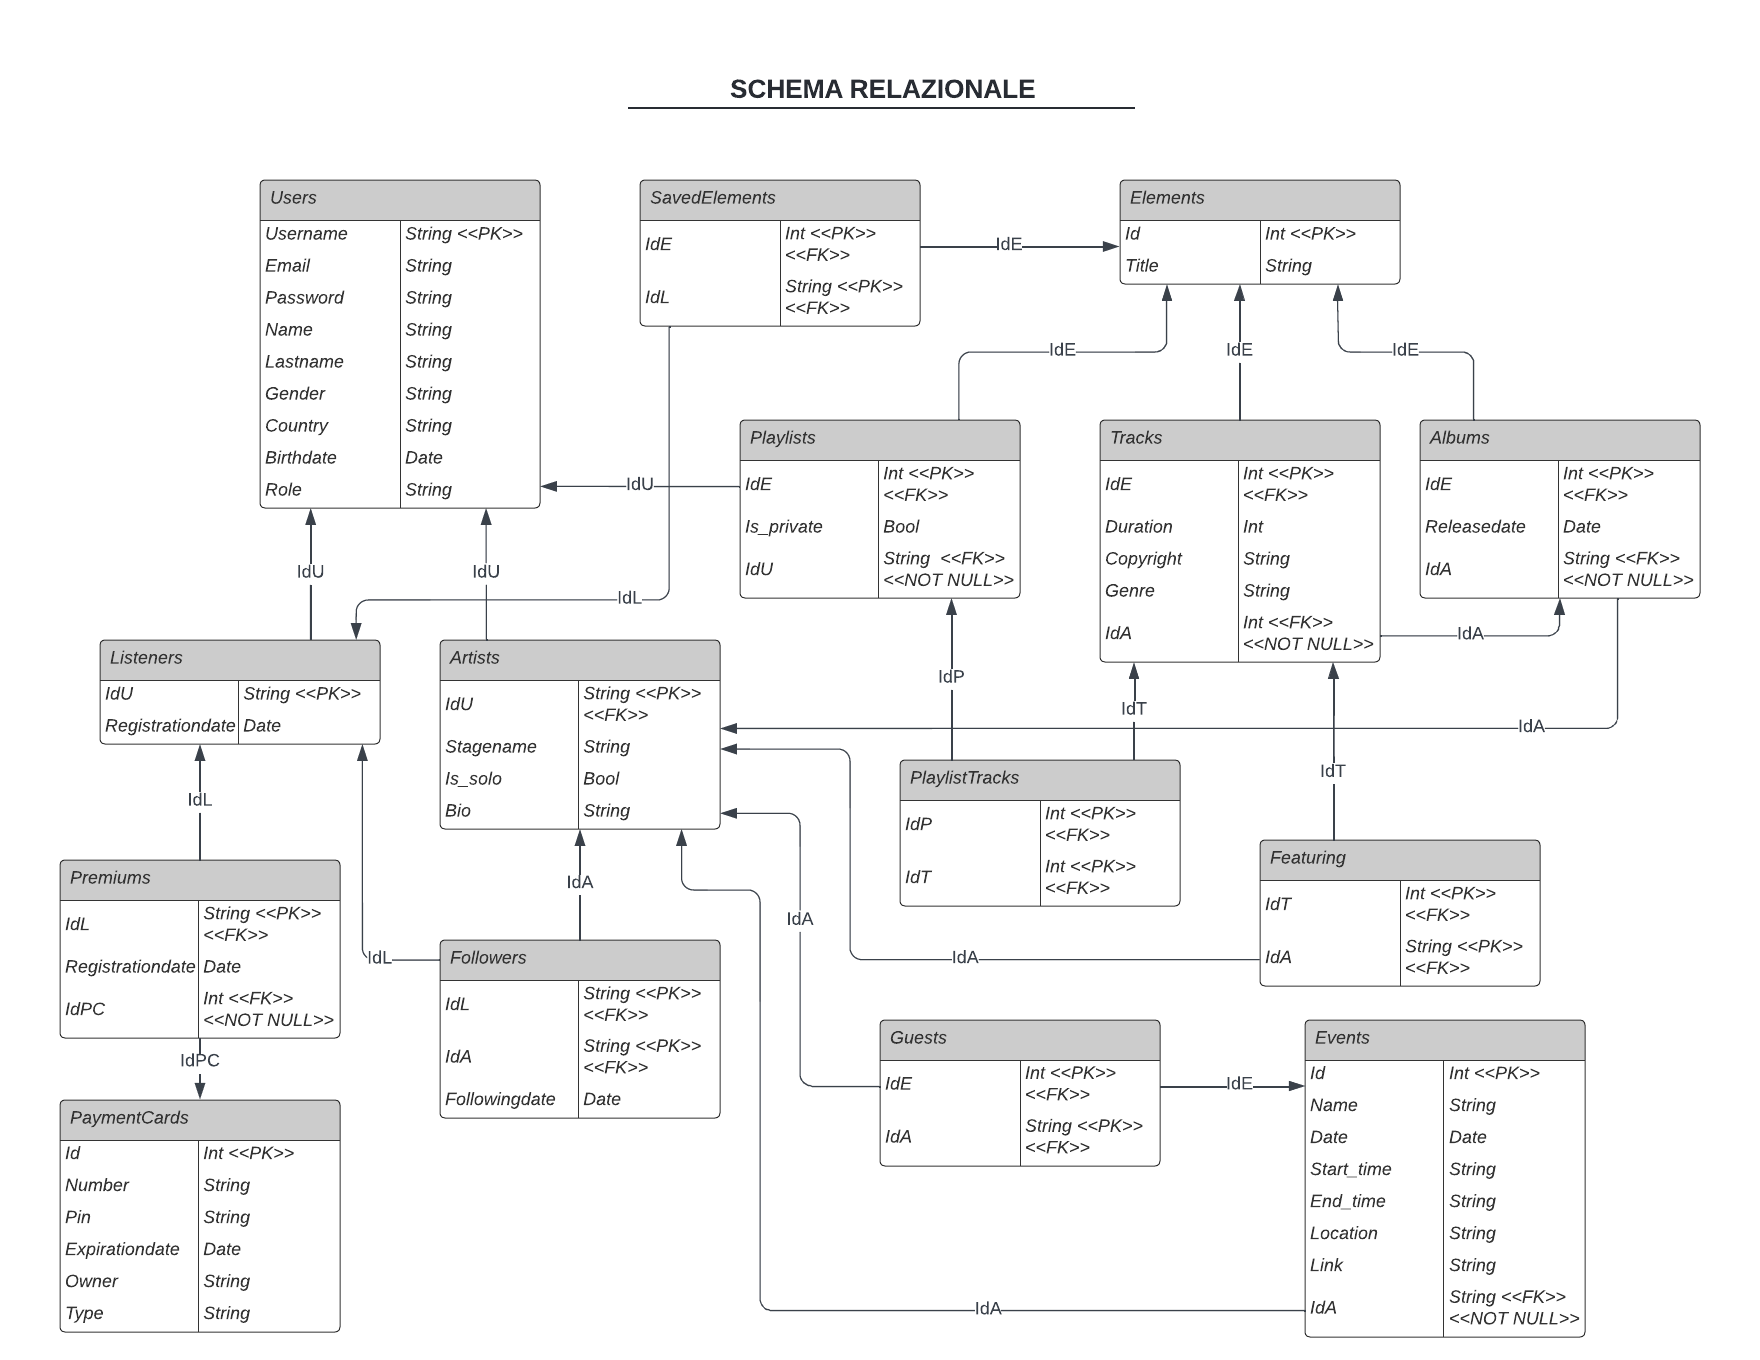 SCHEMA RELAZIONALE
Users
Username String <<PK>>
Email String
Password String
Name String
Lastname String
Gender String
Country String
Birthdate Date
Role String
SavedElements
IdE Int <<PK>>
<<FK>>
IdL String <<PK>>
<<FK>>
IdE
Elements
Id Int <<PK>>
Title String
IdE
IdE
IdE
Playlists
IdE Int <<PK>>
<<FK>>
Is_private Bool
IdU String <<FK>>
<<NOT NULL>>
Tracks
IdE Int <<PK>>
<<FK>>
Duration Int
Copyright String
Genre String
IdA Int <<FK>>
<<NOT NULL>>
Albums
IdE Int <<PK>>
<<FK>>
Releasedate Date
IdA String <<FK>>
<<NOT NULL>>
IdU
IdU
IdU
IdL
IdA
Listeners
IdU String <<PK>>
Registrationdate Date
Artists
IdU String <<PK>>
<<FK>>
Stagename String
Is_solo Bool
Bio String
IdP
IdT
IdA
IdT
PlaylistTracks
IdP Int <<PK>>
<<FK>>
IdT Int <<PK>>
<<FK>>
IdL
IdA
IdA
Premiums
IdL String <<PK>>
<<FK>>
Registrationdate Date
IdPC Int <<FK>>
<<NOT NULL>>
Featuring
IdT Int <<PK>>
<<FK>>
IdA String <<PK>>
<<FK>>
IdL
IdA
Followers
IdL String <<PK>>
<<FK>>
IdA String <<PK>>
<<FK>>
Followingdate Date
IdPC
Guests
IdE Int <<PK>>
<<FK>>
IdA String <<PK>>
<<FK>>
IdE
Events
Id Int <<PK>>
Name String
Date Date
Start_time String
End_time String
Location String
Link String
IdA String <<FK>>
<<NOT NULL>>
PaymentCards
Id Int <<PK>>
Number String
Pin String
Expirationdate Date
Owner String
Type String
IdA